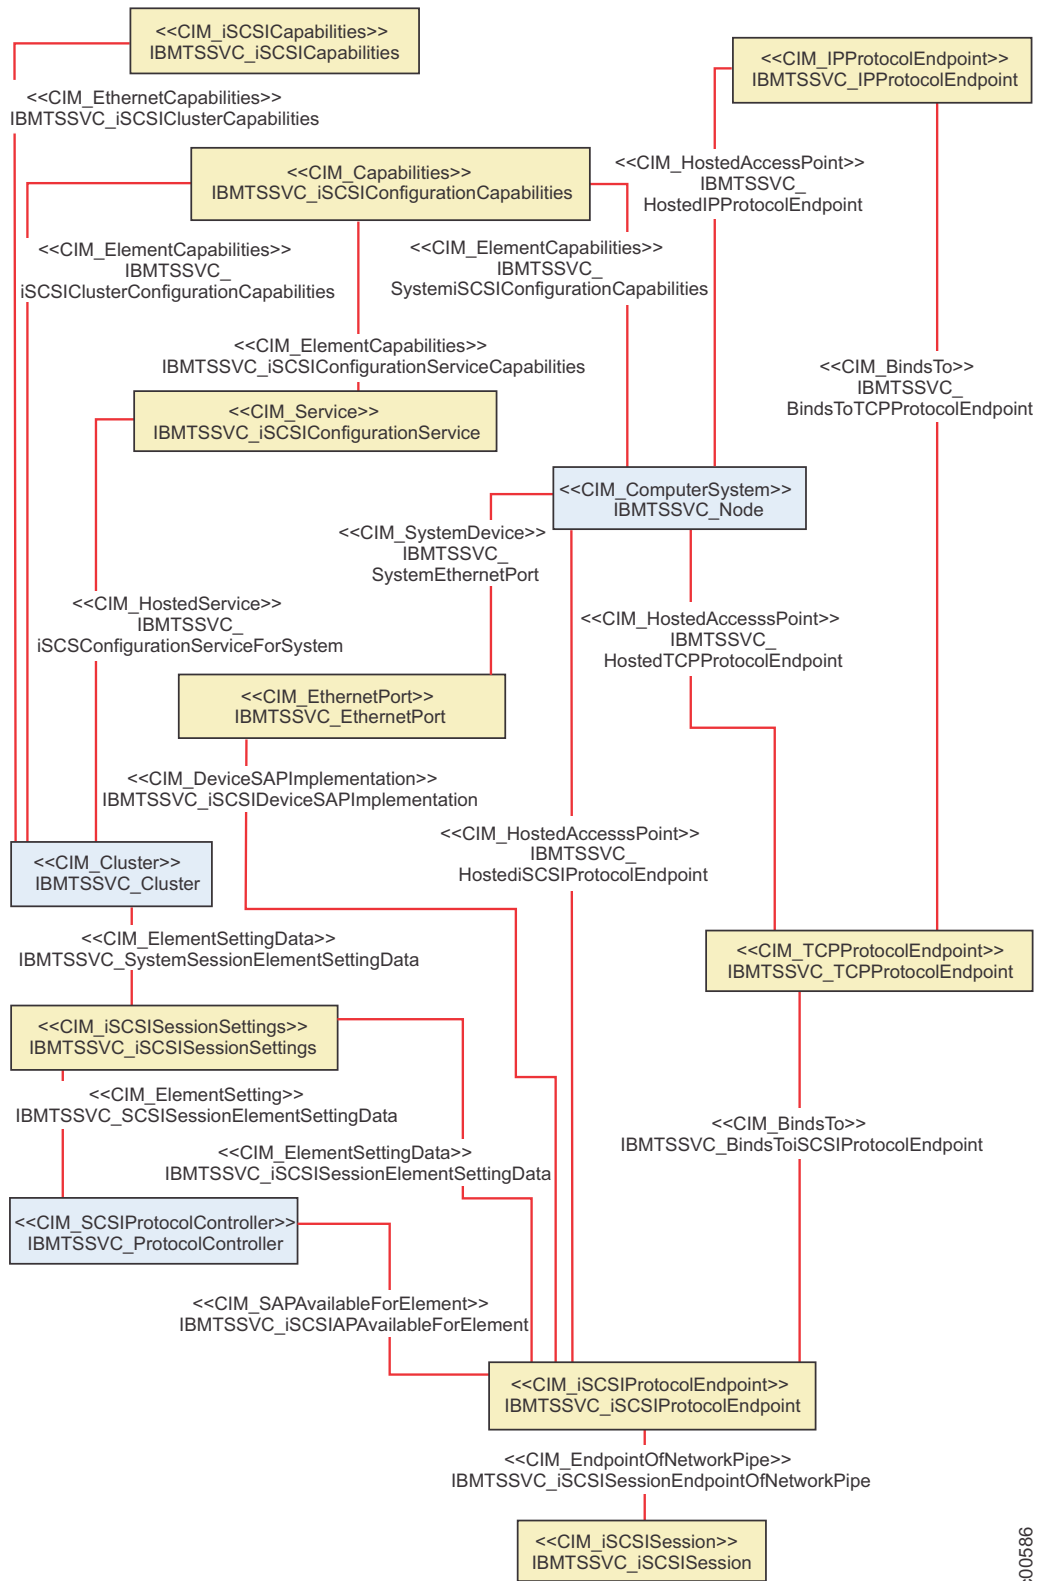 <<CIM_iSCSICapabilities>>
IBMTSSVC_iSCSICapabilities
<<CIM_IPProtocolEndpoint>>
IBMTSSVC_IPProtocolEndpoint
<<CIM_EthernetCapabilities>>
IBMTSSVC_iSCSIClusterCapabilities
<<CIM_Capabilities>>
IBMTSSVC_iSCSIConfigurationCapabilities
<<CIM_HostedAccessPoint>>
IBMTSSVC_
HostedIPProtocolEndpoint
<<CIM_ElementCapabilities>>
IBMTSSVC_
iSCSIClusterConfigurationCapabilities
<<CIM_ElementCapabilities>>
IBMTSSVC_
SystemiSCSIConfigurationCapabilities
<<CIM_ElementCapabilities>>
IBMTSSVC_iSCSIConfigurationServiceCapabilities
<<CIM_BindsTo>>
IBMTSSVC_
BindsToTCPProtocolEndpoint
<<CIM_Service>>
IBMTSSVC_iSCSIConfigurationService
<<CIM_ComputerSystem>>
IBMTSSVC_Node
<<CIM_SystemDevice>>
IBMTSSVC_
SystemEthernetPort
<<CIM_HostedService>>
IBMTSSVC_
iSCSConfigurationServiceForSystem
<<CIM_HostedAccesssPoint>>
IBMTSSVC_
HostedTCPProtocolEndpoint
<<CIM_EthernetPort>>
IBMTSSVC_EthernetPort
<<CIM_DeviceSAPImplementation>>
IBMTSSVC_iSCSIDeviceSAPImplementation
<<CIM_HostedAccesssPoint>>
IBMTSSVC_
HostediSCSIProtocolEndpoint
<<CIM_Cluster>>
IBMTSSVC_Cluster
<<CIM_ElementSettingData>>
IBMTSSVC_SystemSessionElementSettingData
<<CIM_TCPProtocolEndpoint>>
IBMTSSVC_TCPProtocolEndpoint
<<CIM_iSCSISessionSettings>>
IBMTSSVC_iSCSISessionSettings
<<CIM_ElementSetting>>
IBMTSSVC_SCSISessionElementSettingData
<<CIM_BindsTo>>
IBMTSSVC_BindsToiSCSIProtocolEndpoint
<<CIM_ElementSettingData>>
IBMTSSVC_iSCSISessionElementSettingData
<<CIM_SCSIProtocolController>>
IBMTSSVC_ProtocolController
<<CIM_SAPAvailableForElement>>
IBMTSSVC_iSCSIAPAvailableForElement
<<CIM_iSCSIProtocolEndpoint>>
IBMTSSVC_iSCSIProtocolEndpoint
<<CIM_EndpointOfNetworkPipe>>
IBMTSSVC_iSCSISessionEndpointOfNetworkPipe
<<CIM_iSCSISession>>
IBMTSSVC_iSCSISession